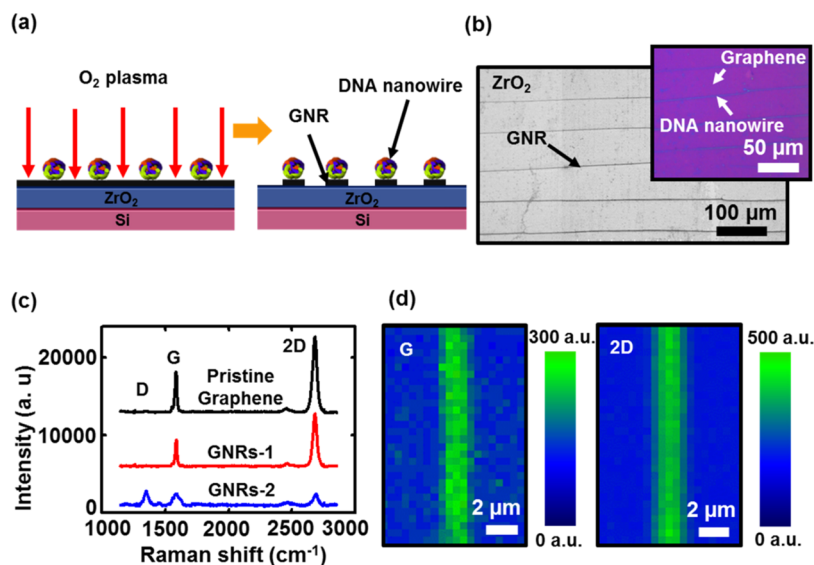 (a)
O2 plasma
GNR
DNA nanowire
ZrO2
Si
ZrO2
Si
(b)
ZrO2
GNR
100 µm
Graphene
DNA nanowire
50 µm
(c)
Intensity (a. u)
20000
10000
0
D
G
2D
Pristine
Graphene
GNRs-1
GNRs-2
1000 1500 2000 2500 3000
Raman shift (cm-1)
(d)
G
2 µm
300 a.u.
0 a.u.
2D
2 µm
500 a.u.
0 a.u.